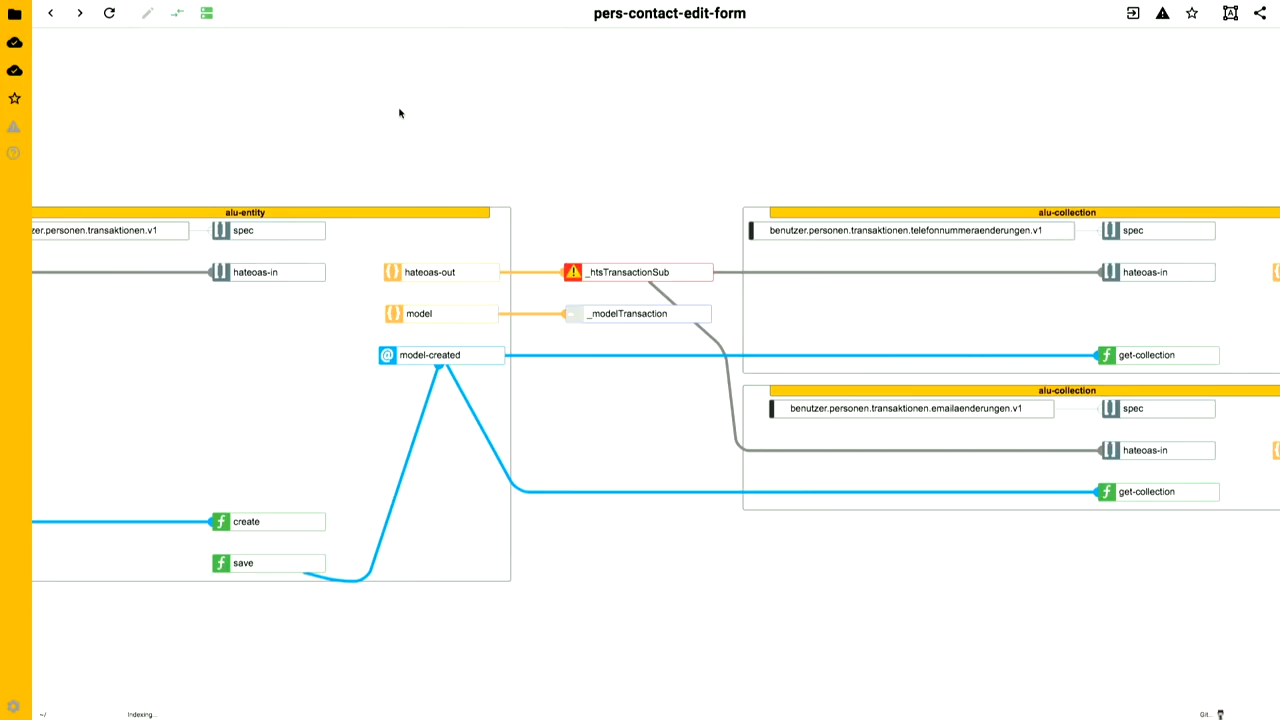 pers-contact-edit-form
alu-entity
zer.personen.transaktionen.v1
spec
hateoas-in
hateoas-out
model
@ model-created
create
save
_htsTransactionSub
_modelTransaction
alu-collection
benutzer.personen.transaktionen.telefonnummeraenderungen.v1
spec
hateoas-in
get-collection
alu-collection
benutzer.personen.transaktionen.emailaenderungen.v1
spec
hateoas-in
get-collection
~/
Indexing...
Git...